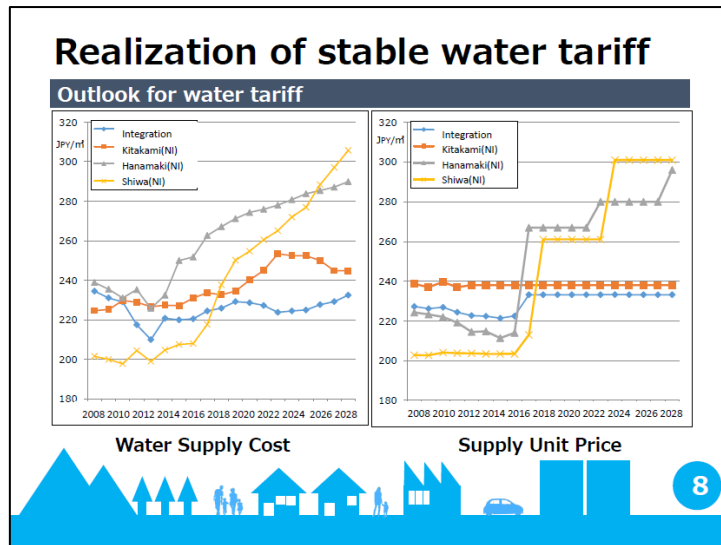 Realization of stable water tariff
Outlook for water tariff
320
JPY/㎥
300
280
260
240
220
200
180
Integration
Kitakami(NI)
Hanamaki(NI)
Shiwa(NI)
2008 2010 2012 2014 2016 2018 2020 2022 2024 2026 2028
Water Supply Cost
320
JPY/㎥
300
280
260
240
220
200
180
Integration
Kitakami(NI)
Hanamaki(NI)
Shiwa(NI)
2008 2010 2012 2014 2016 2018 2020 2022 2024 2026 2028
Supply Unit Price
8